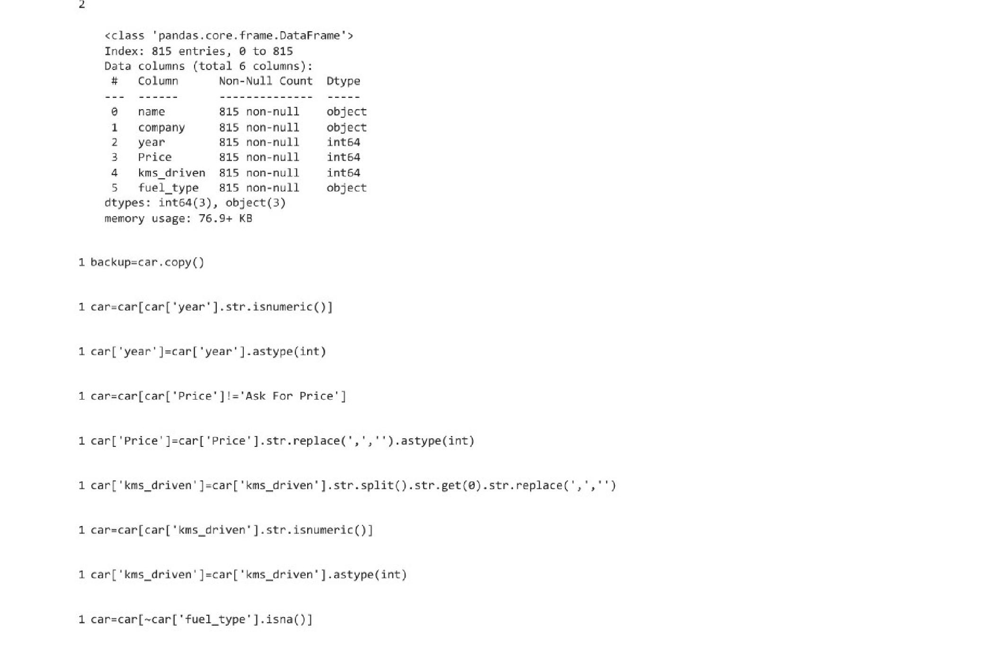 2
<class 'pandas.core.frame.DataFrame'>
Index: 815 entries, 0 to 815
Data columns (total 6 columns):
 #   Column      Non-Null Count  Dtype
---  ------      --------------  -----
 0   name        815 non-null    object
 1   company     815 non-null    object
 2   year        815 non-null    int64
 3   Price       815 non-null    int64
 4   kms_driven  815 non-null    int64
 5   fuel_type   815 non-null    object
dtypes: int64(3), object(3)
memory usage: 76.9+ KB
1 backup=car.copy()
1 car=car[car['year'].str.isnumeric()]
1 car['year']=car['year'].astype(int)
1 car=car[car['Price']!='Ask For Price']
1 car['Price']=car['Price'].str.replace(',','').astype(int)
1 car['kms_driven']=car['kms_driven'].str.split().str.get(0).str.replace(',','')
1 car=car[car['kms_driven'].str.isnumeric()]
1 car['kms_driven']=car['kms_driven'].astype(int)
1 car=car[~car['fuel_type'].isna()]